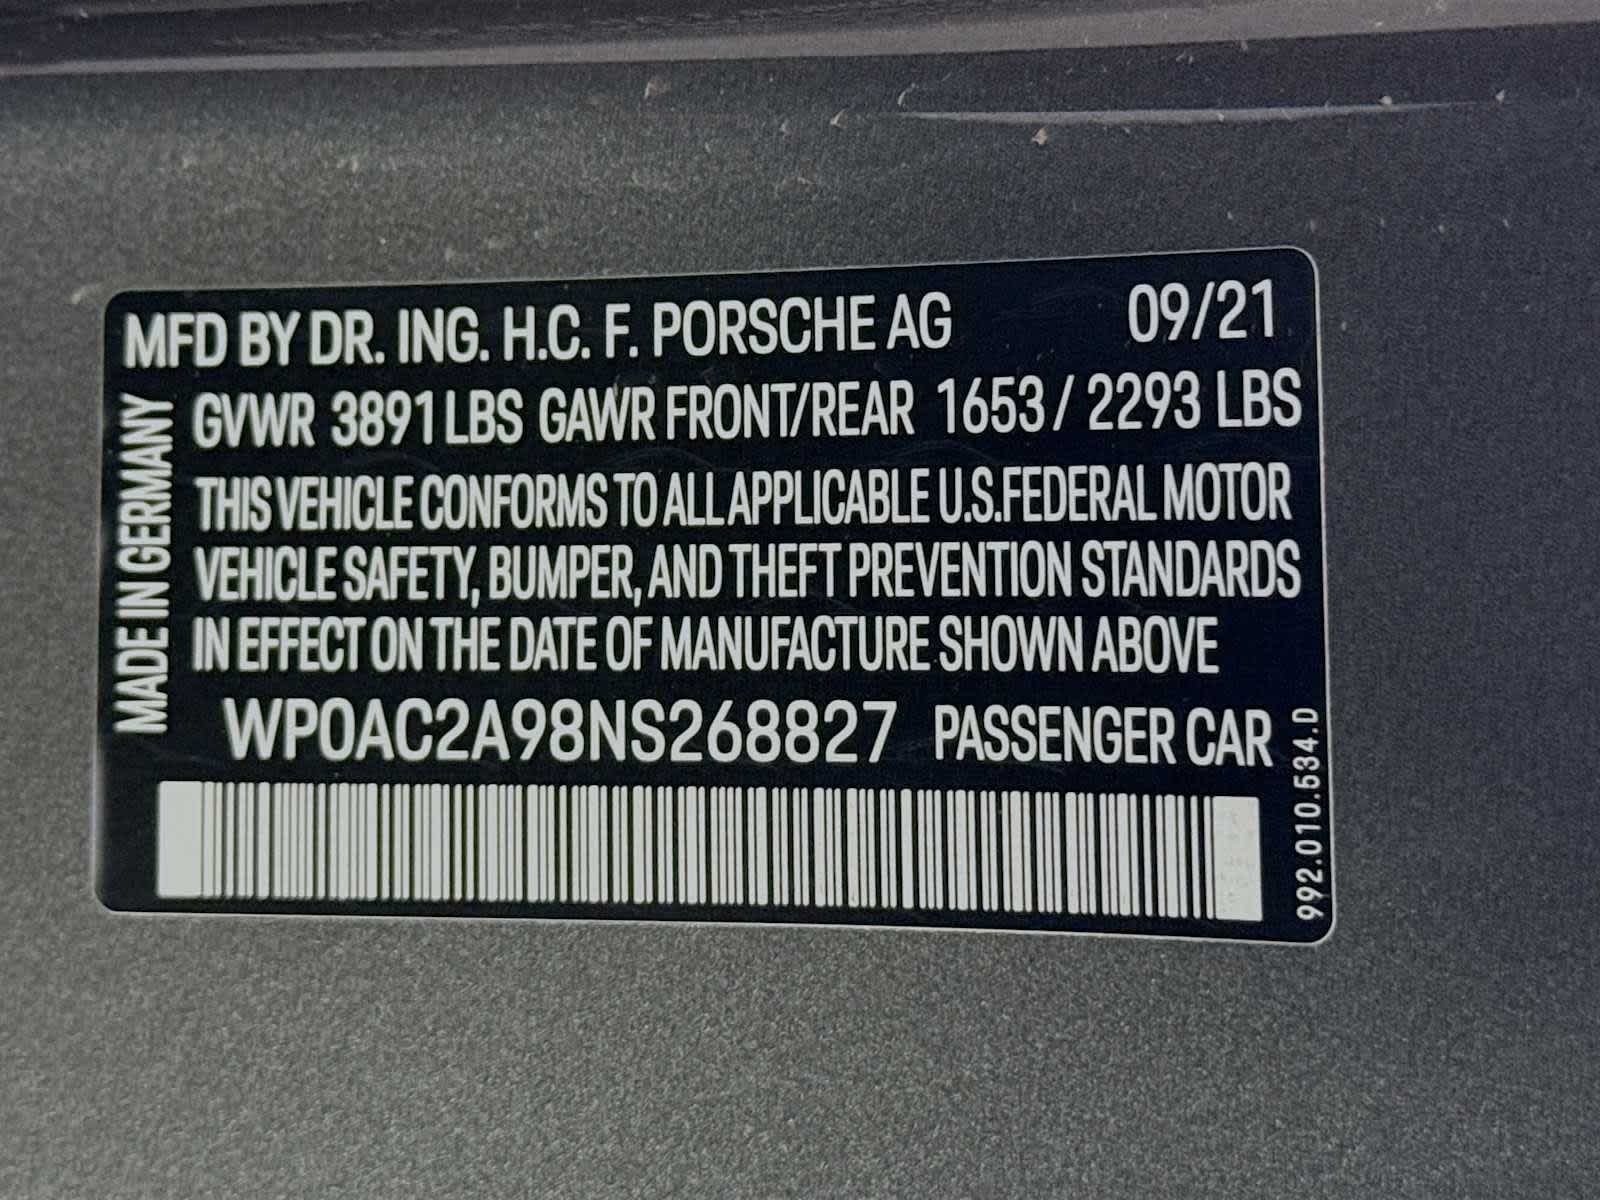 MFD BY DR. ING. H.C. F. PORSCHE AG 09/21
GVWR 3891 LBS GAWR FRONT/REAR 1653 / 2293 LBS
THIS VEHICLE CONFORMS TO ALL APPLICABLE U.S.FEDERAL MOTOR
VEHICLE SAFETY, BUMPER, AND THEFT PREVENTION STANDARDS
IN EFFECT ON THE DATE OF MANUFACTURE SHOWN ABOVE
WP0AC2A98NS268827 PASSENGER CAR
MADE IN GERMANY
992.010.534.D